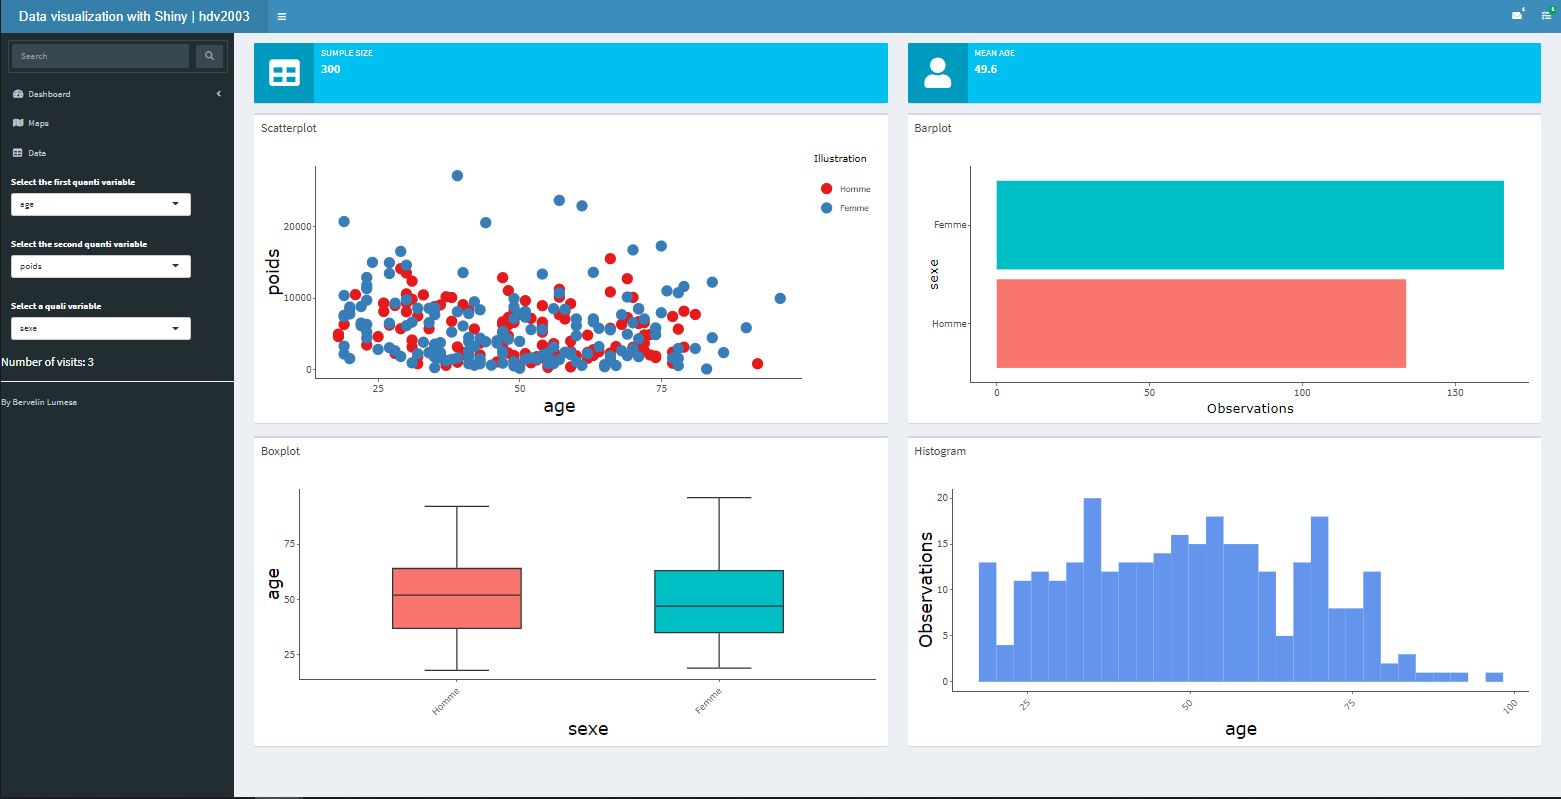 Data visualization with Shiny | hdv2003
1
1
Search
Dashboard
Maps
Data
Select the first quanti variable
age
Select the second quanti variable
poids
Select a quali variable
sexe
Number of visits: 3
By Bervelin Lumesa
SUMPLE SIZE
300
MEAN AGE
49.6
Scatterplot
Illustration
Homme
Femme
poids
20000
10000
0
25
50
75
age
Barplot
sexe
Femme
Homme
0
50
100
150
Observations
Boxplot
age
75
50
25
Homme
Femme
sexe
Histogram
Observations
20
15
10
5
0
25
50
75
100
age